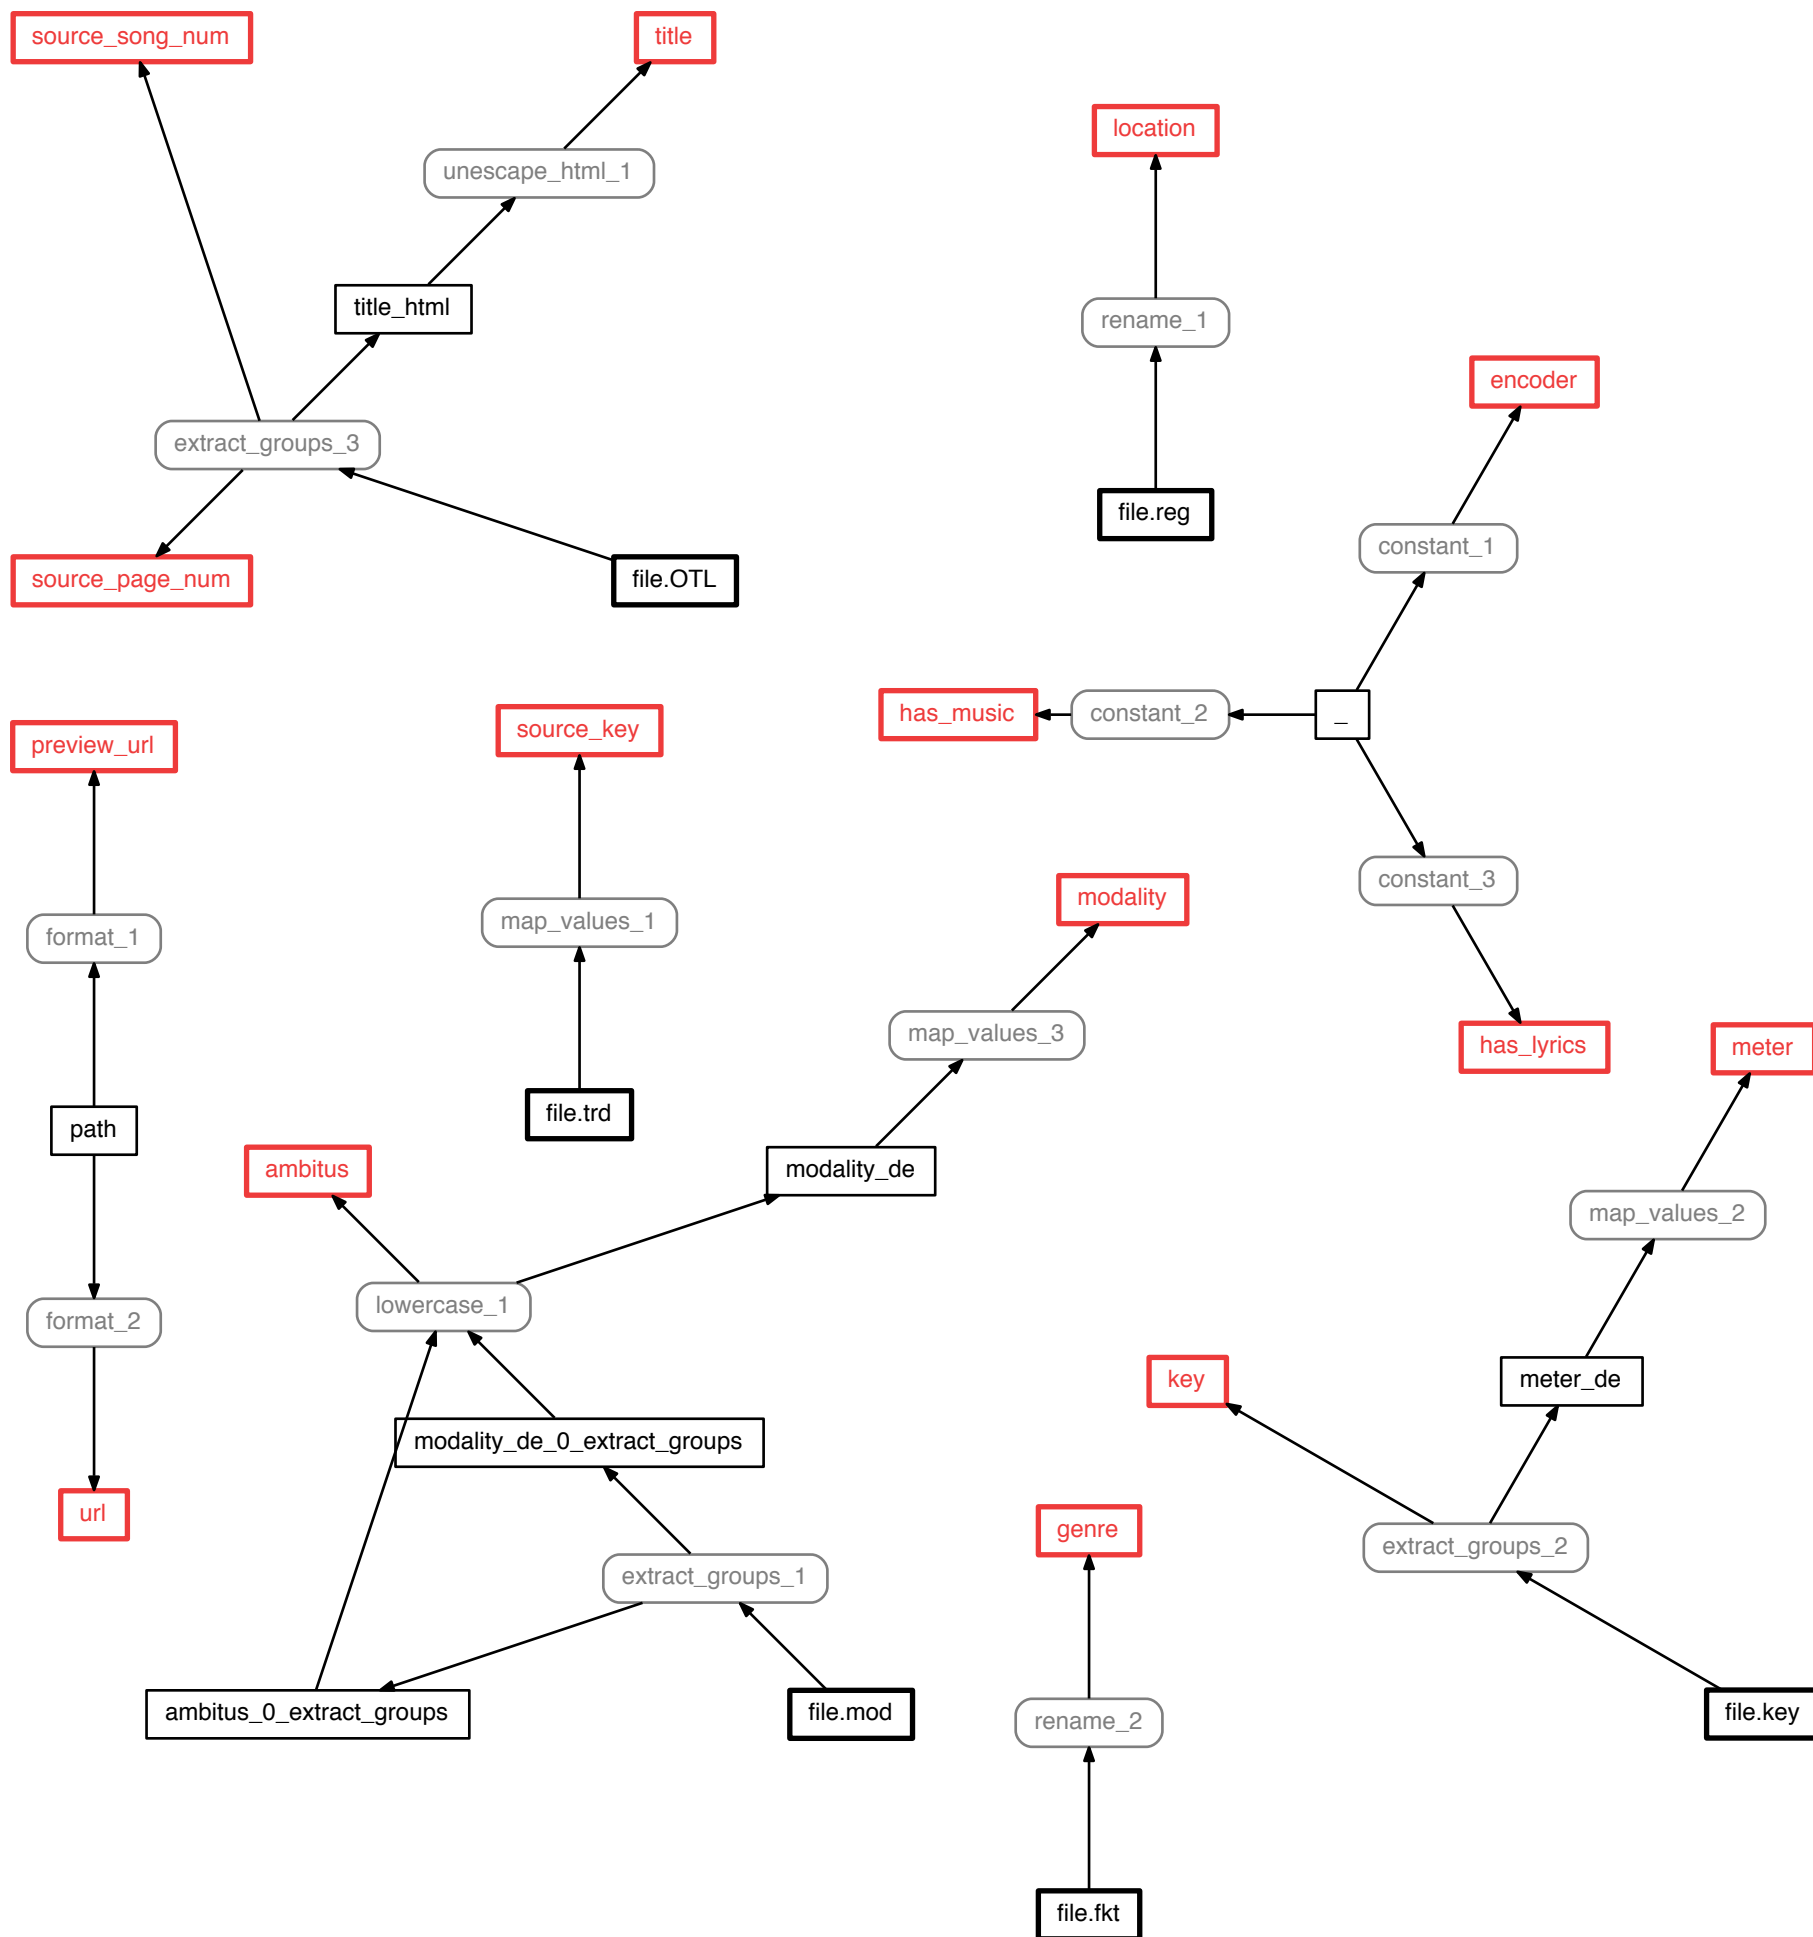 source_song_num
title
location
unescape_html_1
title_html
rename_1
encoder
extract_groups_3
file.reg
constant_1
source_page_num
file.OTL
has_music
constant_2
_
preview_url
source_key
constant_3
modality
map_values_1
format_1
map_values_3
has_lyrics
meter
file.trd
path
ambitus
modality_de
map_values_2
lowercase_1
format_2
key
meter_de
modality_de_0_extract_groups
url
genre
extract_groups_2
extract_groups_1
ambitus_0_extract_groups
file.mod
rename_2
file.key
file.fkt